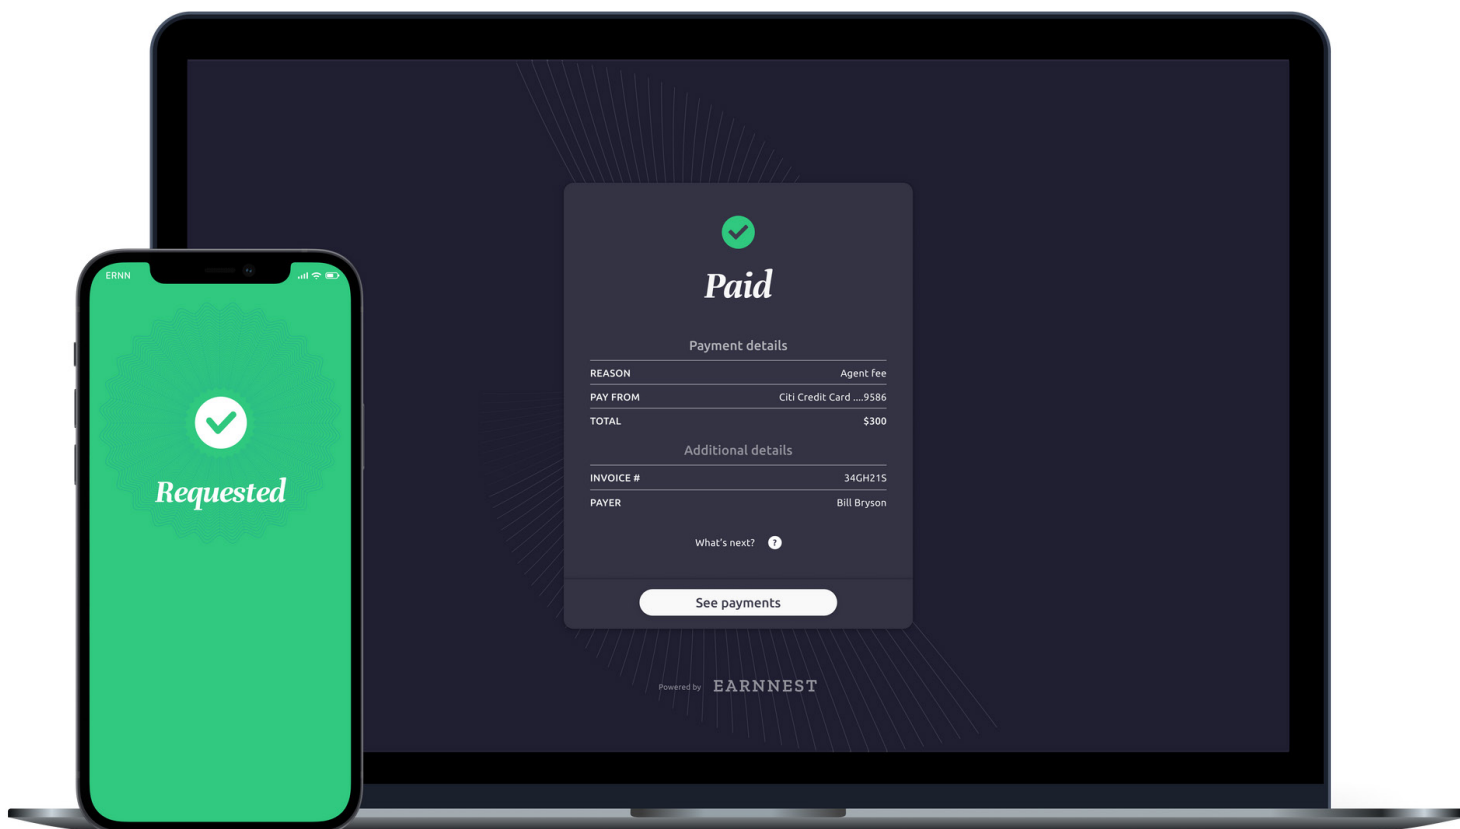 ERNN
Requested
Paid
Payment details
REASON Agent fee
PAY FROM Citi Credit Card ....9586
TOTAL $300
Additional details
INVOICE # 34GH21S
PAYER Bill Bryson
What's next? ?
See payments
Powered by EARNNEST